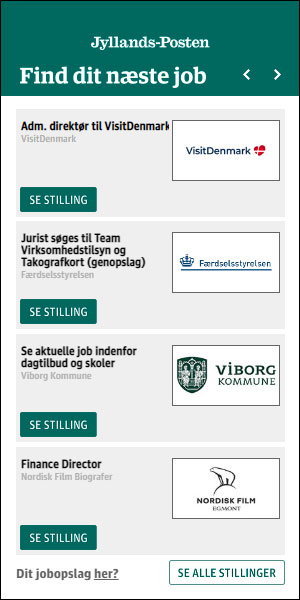 Jyllands-Posten
Find dit næste job
Adm. direktør til VisitDenmark
VisitDenmark
VisitDenmark
SE STILLING
Jurist søges til Team
Virksomhedstilsyn og
Takografkort (genopslag)
Færdselsstyrelsen
Færdselsstyrelsen
SE STILLING
Se aktuelle job indenfor
dagtilbud og skoler
Viborg Kommune
VIBORG
KOMMUNE
SE STILLING
Finance Director
Nordisk Film Biografer
NORDISK FILM
EGMONT
SE STILLING
Dit jobopslag her?
SE ALLE STILLINGER